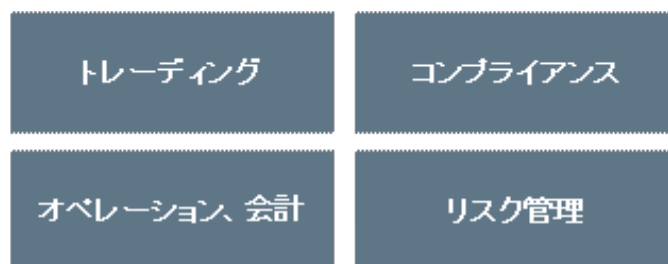 トレーディング
コンプライアンス
オペレーション、会計
リスク管理